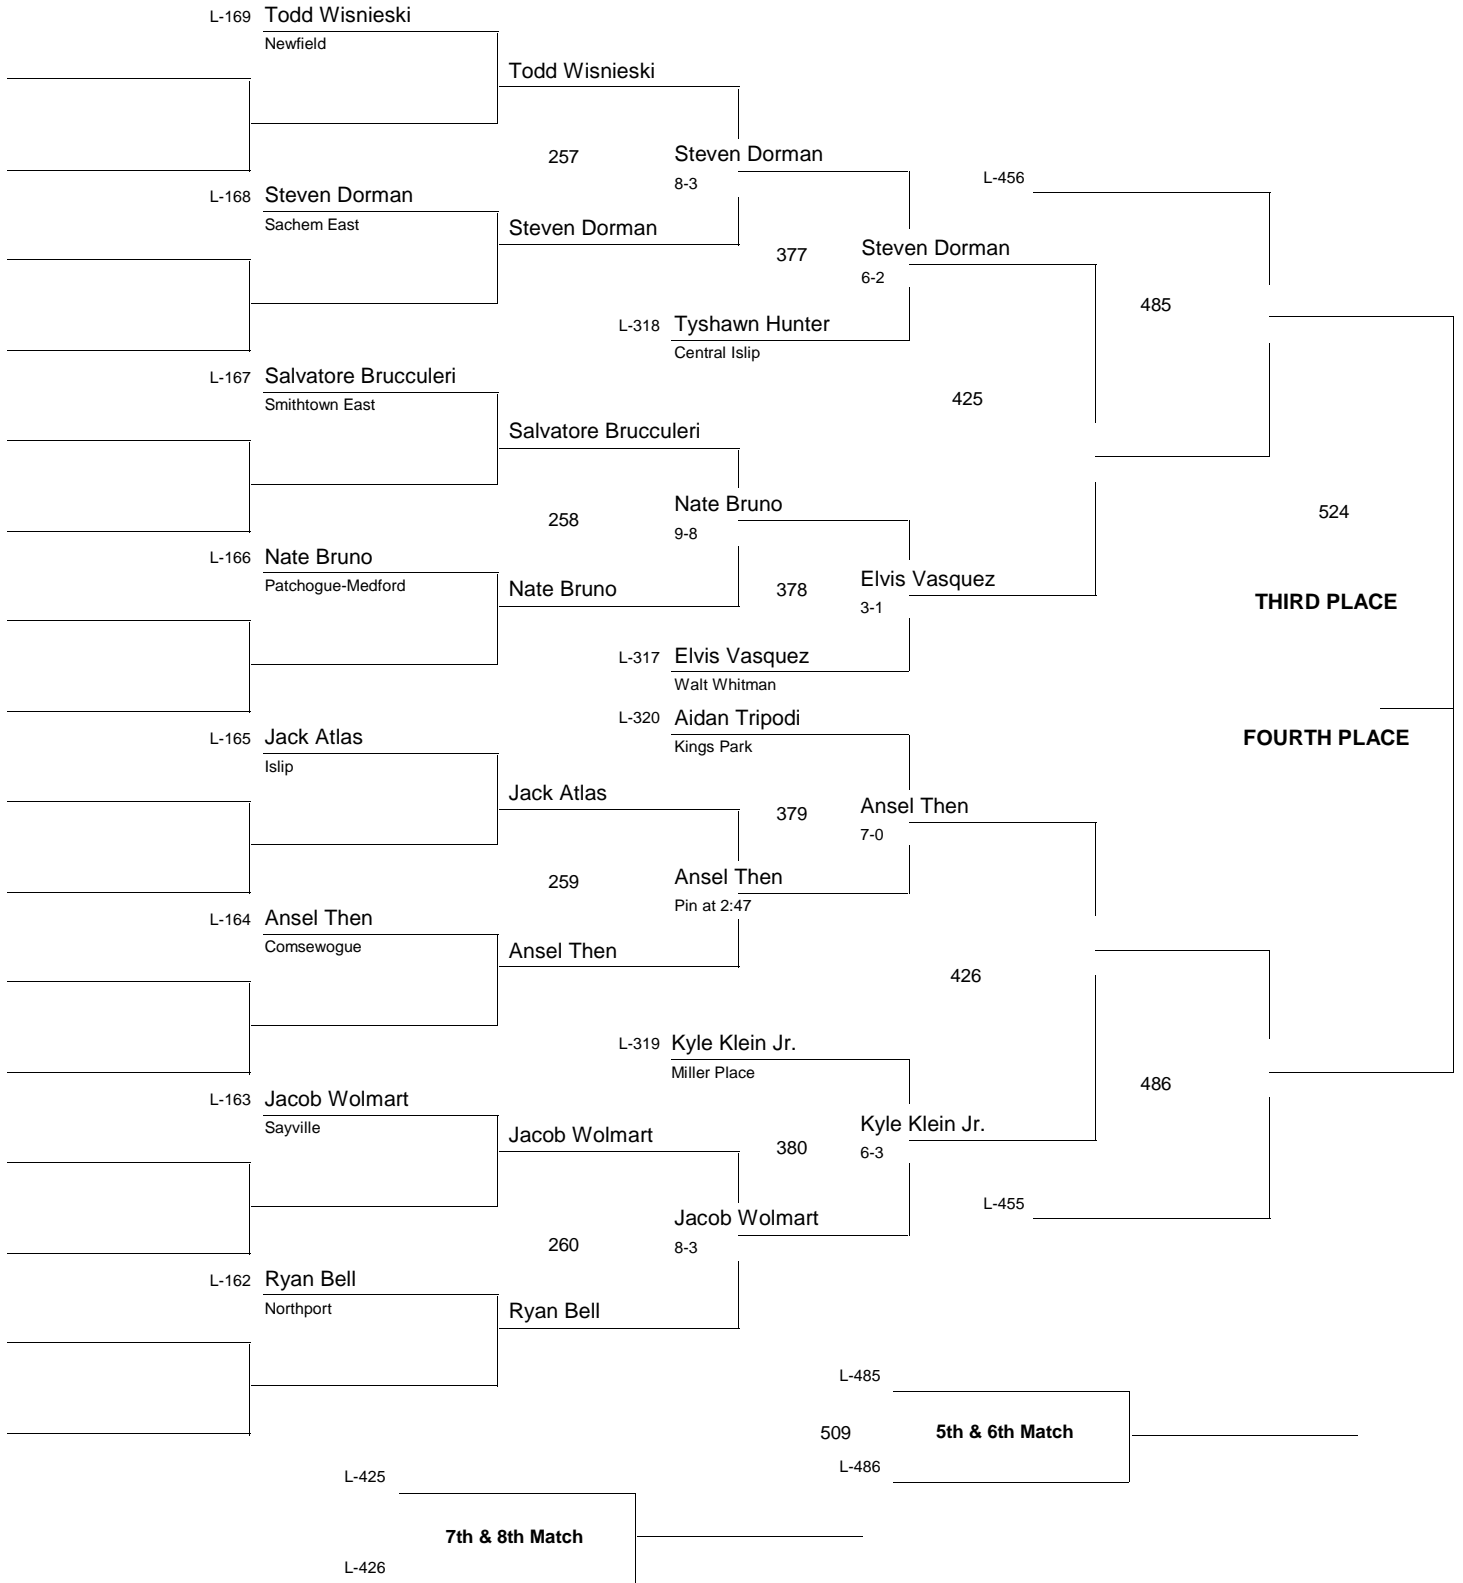 L-169 Todd Wisnieski
Newfield
Todd Wisnieski
257 Steven Dorman
8-3
L-456
L-168 Steven Dorman
Sachem East
Steven Dorman
377 Steven Dorman
6-2
485
L-318 Tyshawn Hunter
Central Islip
L-167 Salvatore Brucculeri
Smithtown East
425
Salvatore Brucculeri
Nate Bruno
258
9-8
524
L-166 Nate Bruno
Patchogue-Medford
Nate Bruno
378 Elvis Vasquez
3-1
THIRD PLACE
L-317 Elvis Vasquez
Walt Whitman
L-320 Aidan Tripodi
Kings Park
L-165 Jack Atlas
Islip
FOURTH PLACE
Jack Atlas
379 Ansel Then
7-0
259 Ansel Then
Pin at 2:47
L-164 Ansel Then
Comsewogue
Ansel Then
426
L-319 Kyle Klein Jr.
Miller Place
486
L-163 Jacob Wolmart
Sayville
Jacob Wolmart
380 Kyle Klein Jr.
6-3
L-455
Jacob Wolmart
260 8-3
L-162 Ryan Bell
Northport
Ryan Bell
L-485
509 5th & 6th Match
L-486
L-425
7th & 8th Match
L-426